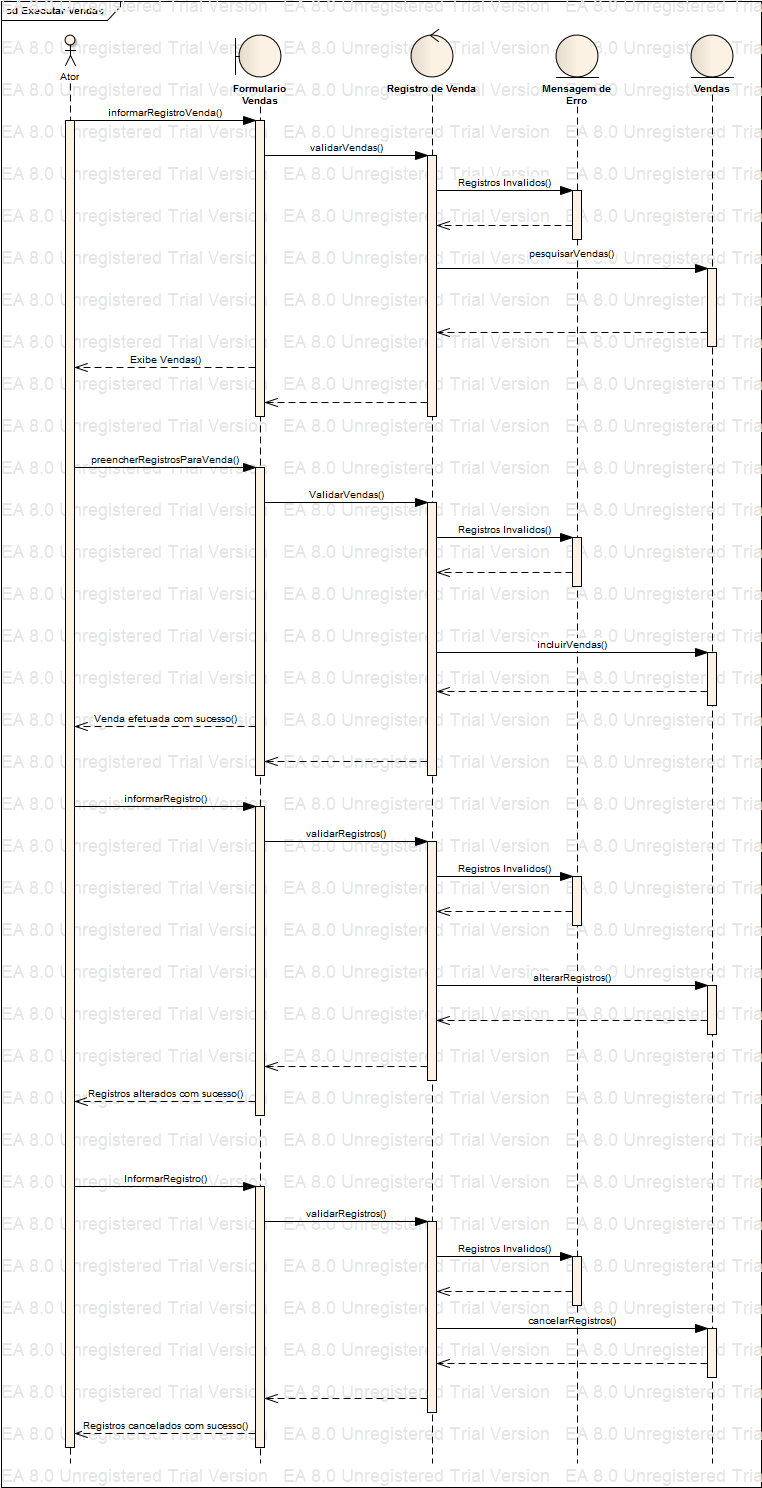 sd Executar Vendas
Ator
Formulario
Vendas
Registro de Venda
Mensagem de
Erro
Vendas
informarRegistroVenda()
validarVendas()
Registros Invalidos()
pesquisarVendas()
Exibe Vendas()
preencherRegistrosParaVenda()
ValidarVendas()
Registros Invalidos()
incluirVendas()
Venda efetuada com sucesso()
informarRegistro()
validarRegistros()
Registros Invalidos()
alterarRegistros()
Registros alterados com sucesso()
InformarRegistro()
validarRegistros()
Registros Invalidos()
cancelarRegistros()
Registros cancelados com sucesso()
EA 8.0 Unregistered Trial Version